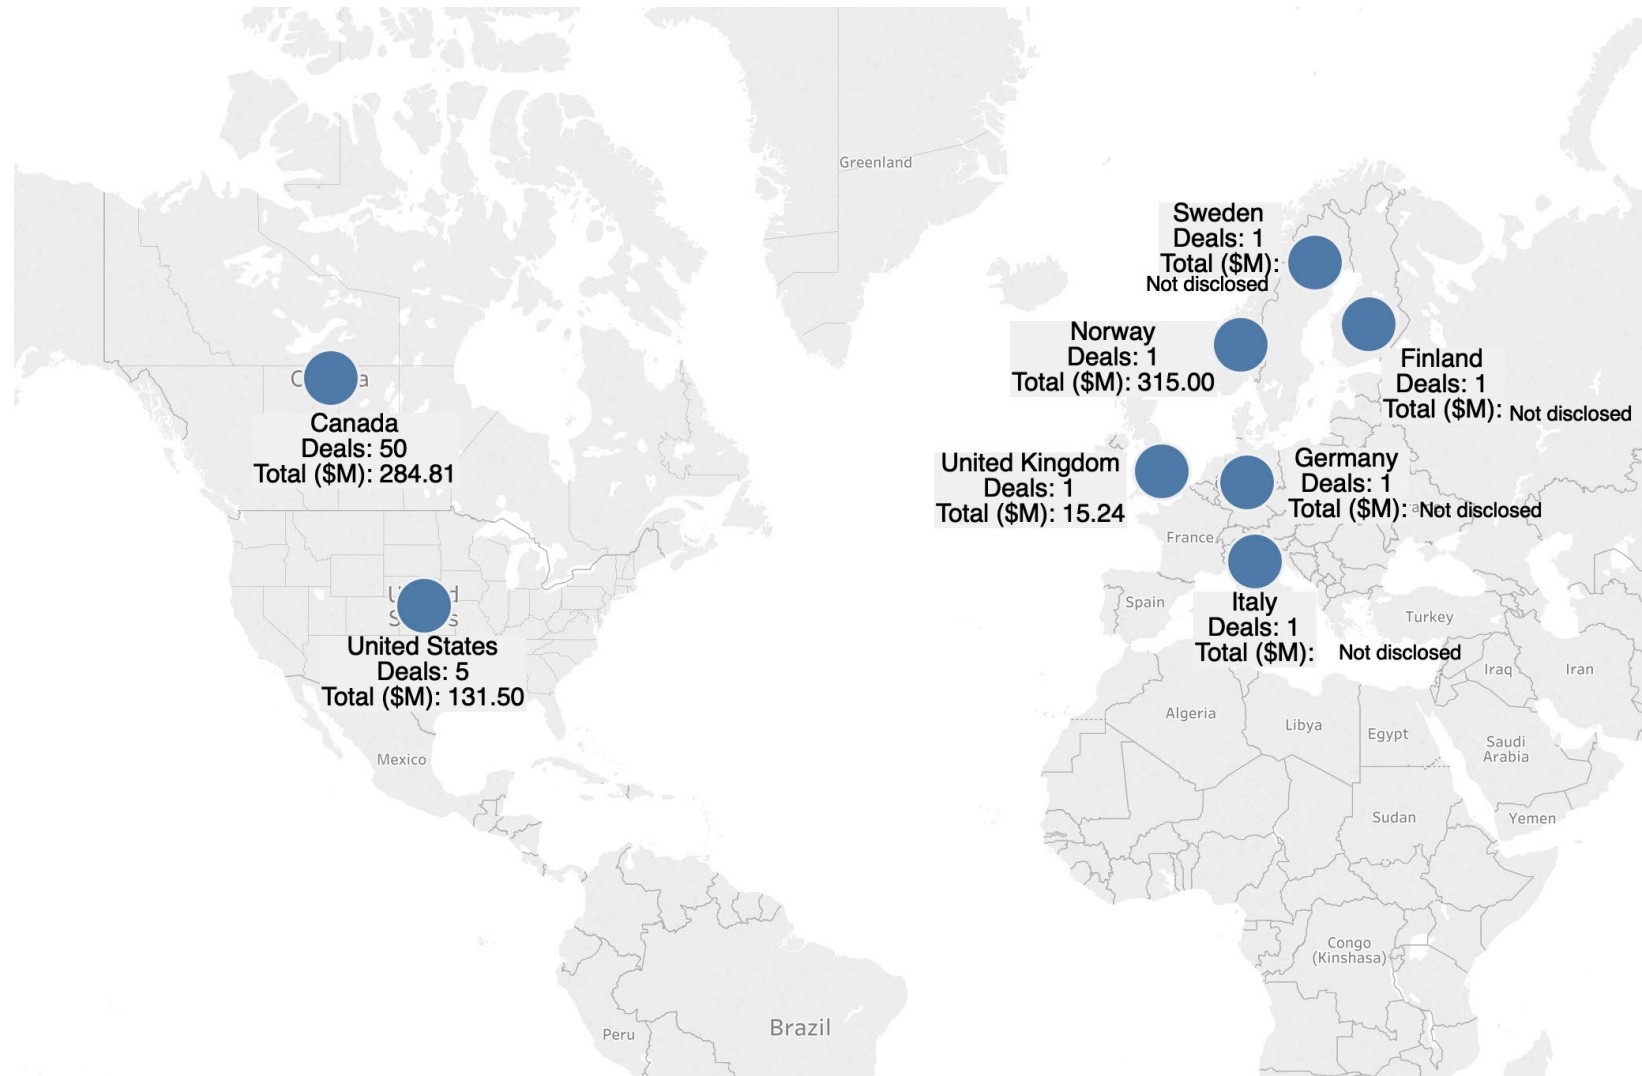 Greenland
Sweden
Deals: 1
Total ($M):
Not disclosed
Norway
Deals: 1
Total ($M): 315.00
Finland
Deals: 1
Total ($M): Not disclosed
Canada
Deals: 50
Total ($M): 284.81
United Kingdom
Deals: 1
Total ($M): 15.24
Germany
Deals: 1
Total ($M): Not disclosed
France
Spain
Italy
Deals: 1
Total ($M): Not disclosed
Turkey
United States
Deals: 5
Total ($M): 131.50
Iraq
Iran
Algeria
Libya
Egypt
Saudi
Arabia
Mexico
Sudan
Yemen
Congo
(Kinshasa)
Brazil
Peru